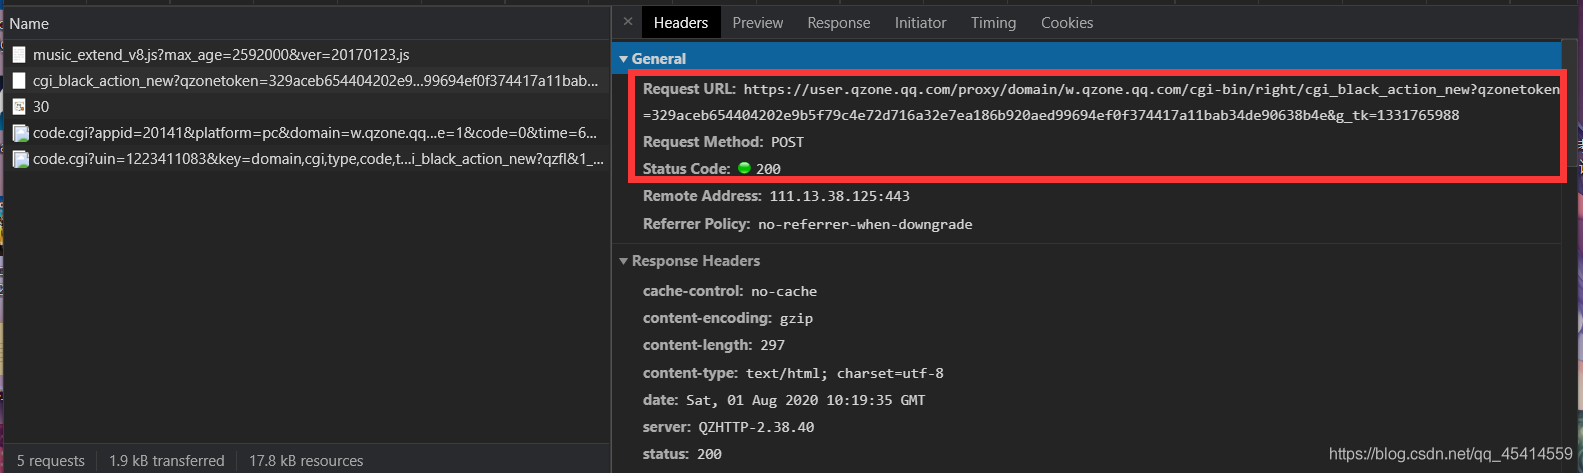 Name
music_extend_v8.js?max_age=2592000&ver=20170123.js
cgi_black_action_new?qzonetoken=329aceb654404202e9...99694ef0f374417a11bab...
30
code.cgi?appid=20141&platform=pc&domain=w.qzone.qq...e=1&code=0&time=6...
code.cgi?uin=1223411083&key=domain,cgi,type,code,t...i_black_action_new?qzfl&1_...
5 requests 1.9 kB transferred 17.8 kB resources
× Headers Preview Response Initiator Timing Cookies
▼ General
Request URL: https://user.qzone.qq.com/proxy/domain/w.qzone.qq.com/cgi-bin/right/cgi_black_action_new?qzonetoken
=329aceb654404202e9b5f79c4e72d716a32e7ea186b920aed99694ef0f374417a11bab34de90638b4e&g_tk=1331765988
Request Method: POST
Status Code: 200
Remote Address: 111.13.38.125:443
Referrer Policy: no-referrer-when-downgrade
▼ Response Headers
cache-control: no-cache
content-encoding: gzip
content-length: 297
content-type: text/html; charset=utf-8
date: Sat, 01 Aug 2020 10:19:35 GMT
server: QZHTTP-2.38.40
status: 200
https://blog.csdn.net/qq_45414559